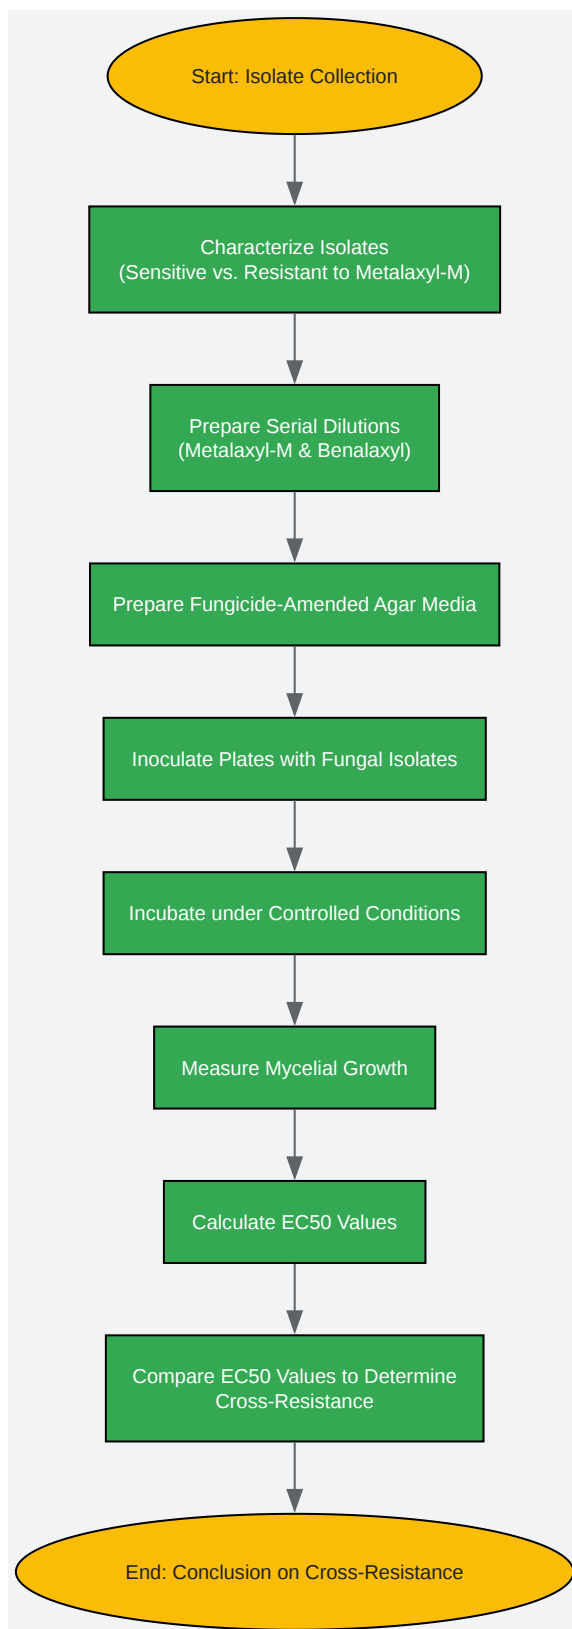 Start: Isolate Collection
Characterize Isolates
(Sensitive vs. Resistant to Metalaxyl-M)
Prepare Serial Dilutions
(Metalaxyl-M & Benalaxyl)
Prepare Fungicide-Amended Agar Media
Inoculate Plates with Fungal Isolates
Incubate under Controlled Conditions
Measure Mycelial Growth
Calculate EC50 Values
Compare EC50 Values to Determine
Cross-Resistance
End: Conclusion on Cross-Resistance